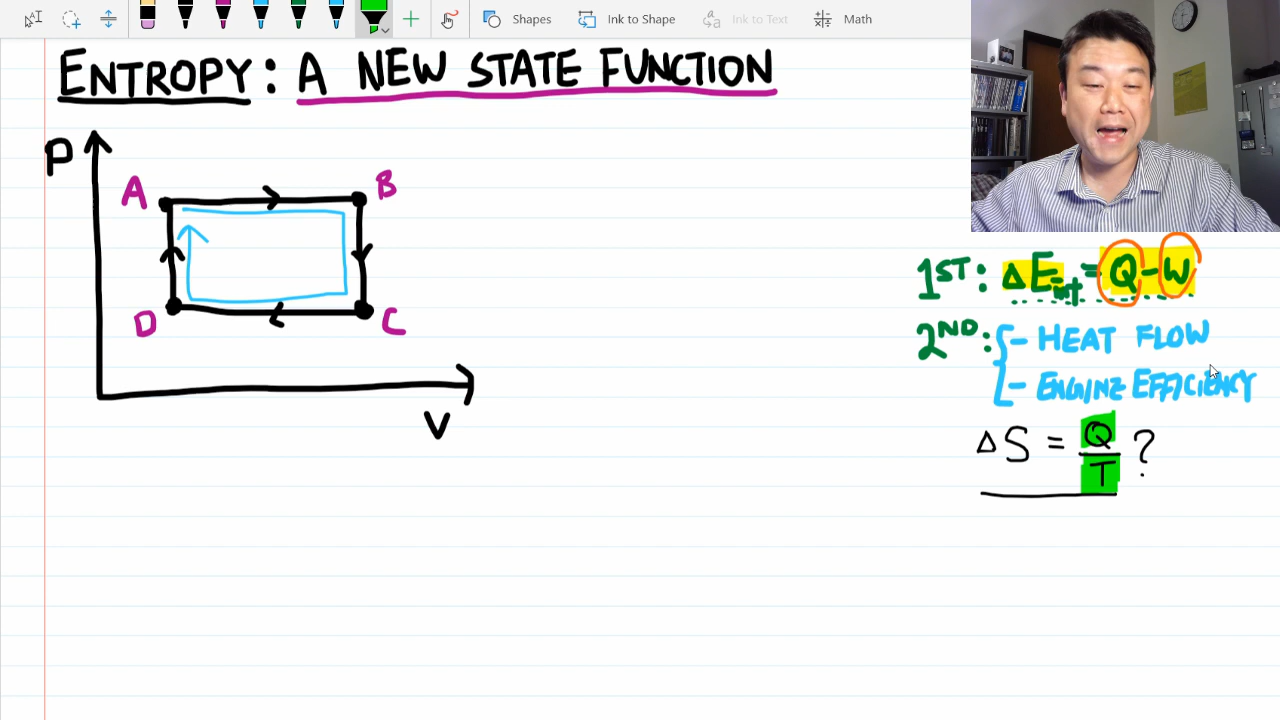 Shapes
Ink to Shape
Ink to Text
Math
ENTROPY: A NEW STATE FUNCTION
P
A
B
D
C
V
1ST: ΔEint = Q - W
2ND: - HEAT FLOW
- ENGINE EFFICIENCY
ΔS = Q/T ?